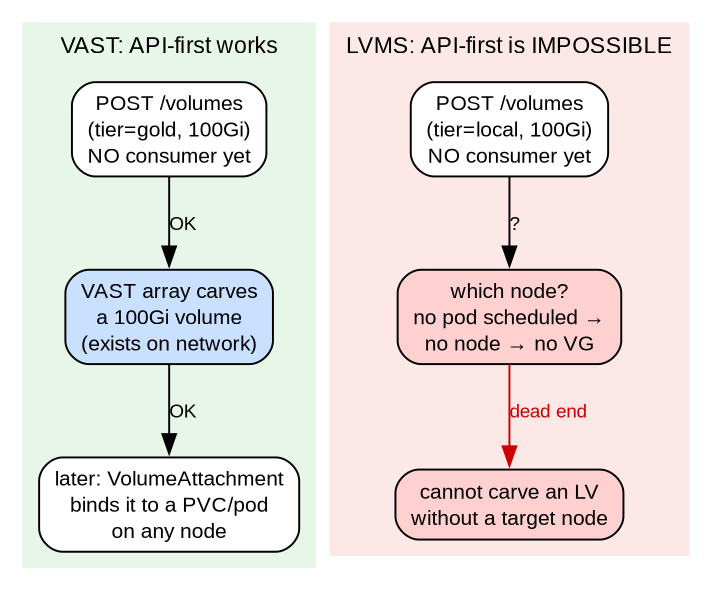 VAST: API-first works
POST /volumes
(tier=gold, 100Gi)
NO consumer yet
OK
VAST array carves
a 100Gi volume
(exists on network)
OK
later: VolumeAttachment
binds it to a PVC/pod
on any node
LVMS: API-first is IMPOSSIBLE
POST /volumes
(tier=local, 100Gi)
NO consumer yet
?
which node?
no pod scheduled →
no node → no VG
dead end
cannot carve an LV
without a target node